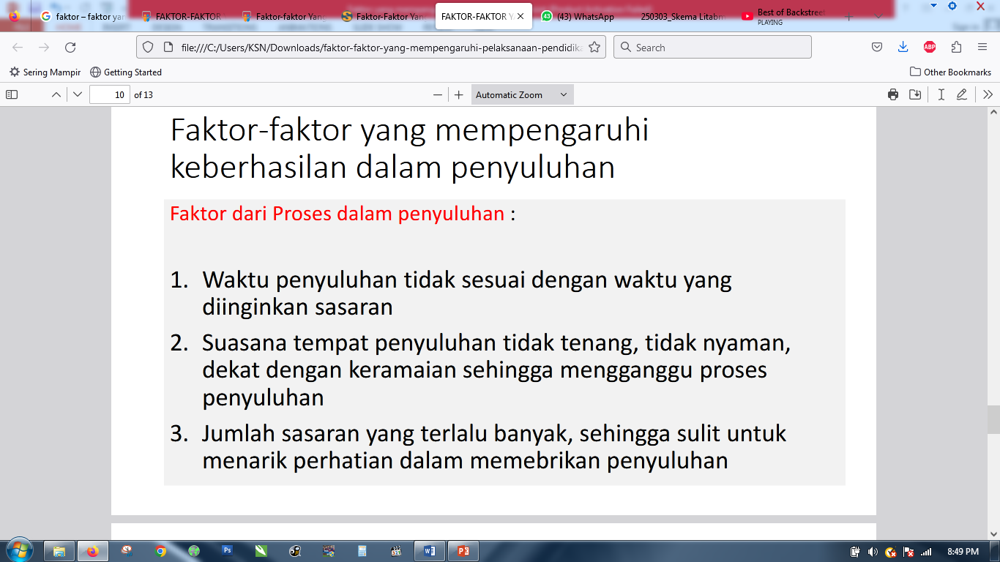 faktor – faktor yar
FAKTOR-FAKTOR
Faktor-faktor Yang
Faktor-Faktor Yan
FAKTOR-FAKTOR Y
(43) WhatsApp
250303_Skema Litabm
Best of Backstreet
PLAYING
file:///C:/Users/KSN/Downloads/faktor-faktor-yang-mempengaruhi-pelaksanaan-pendidika
Search
Sering Mampir
Getting Started
Other Bookmarks
10 of 13
Automatic Zoom
Faktor-faktor yang mempengaruhi
keberhasilan dalam penyuluhan
Faktor dari Proses dalam penyuluhan :
1. Waktu penyuluhan tidak sesuai dengan waktu yang
diinginkan sasaran
2. Suasana tempat penyuluhan tidak tenang, tidak nyaman,
dekat dengan keramaian sehingga mengganggu proses
penyuluhan
3. Jumlah sasaran yang terlalu banyak, sehingga sulit untuk
menarik perhatian dalam memebrikan penyuluhan
8:49 PM